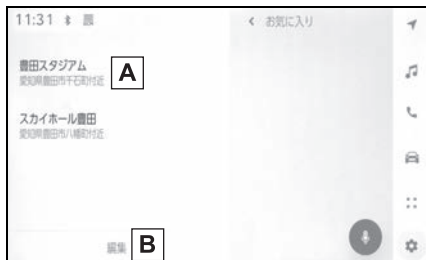 11:31
< お気に入り
豊田スタジアム
愛知県豊田市千石町付近
A
スカイホール豊田
愛知県豊田市八幡町付近
編集
B